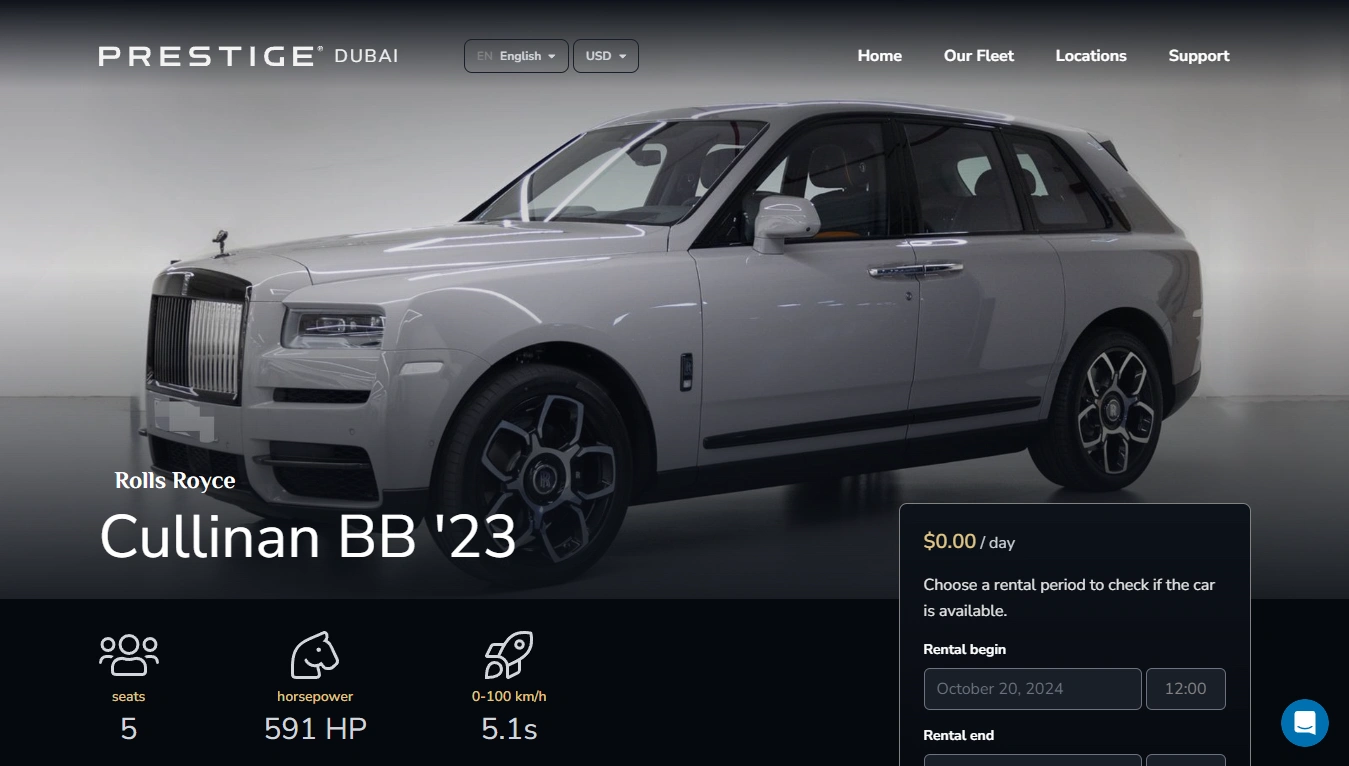 PRESTIGE® DUBAI
EN English
USD
Home
Our Fleet
Locations
Support
Rolls Royce
Cullinan BB '23
$0.00 / day
Choose a rental period to check if the car
is available.
Rental begin
October 20, 2024
12:00
Rental end
seats
5
horsepower
591 HP
0-100 km/h
5.1s